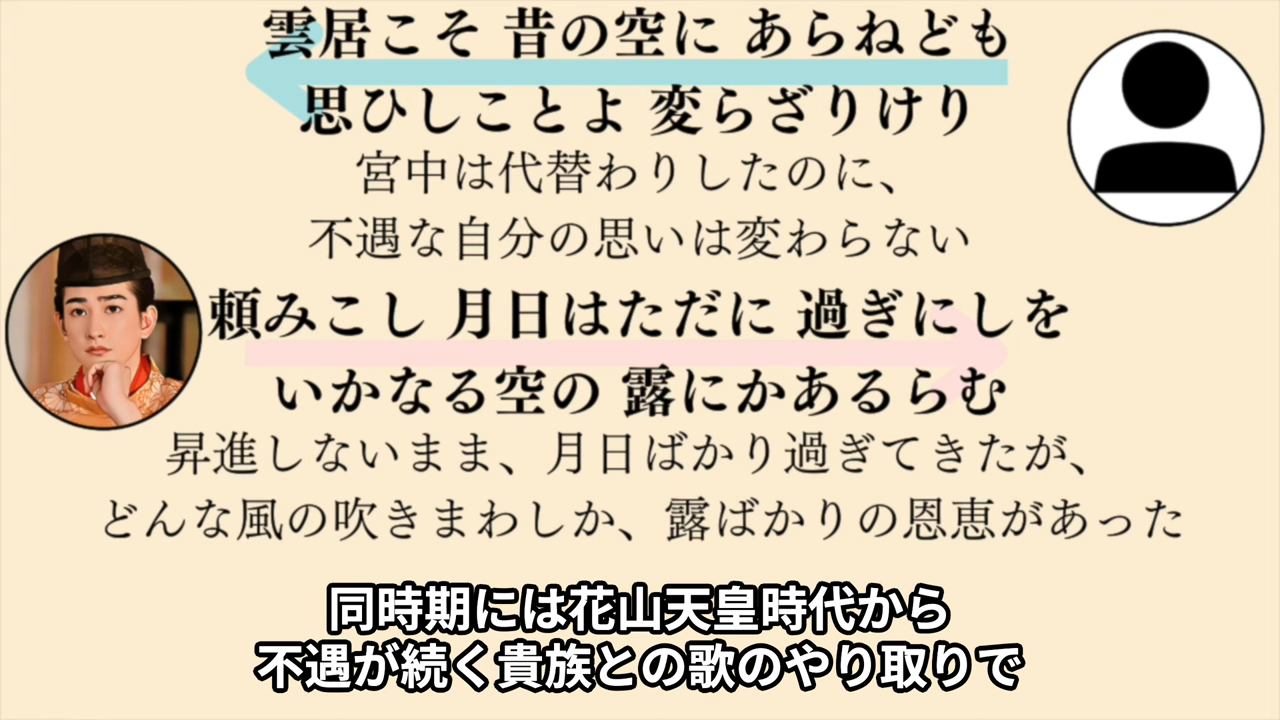 雲居こそ 昔の空に あらねども
思ひしことよ 変らざりけり
宮中は代替わりしたのに、
不遇な自分の思いは変わらない
頼みこし 月日はただに 過ぎにしを
いかなる空の 露にかあるらむ
昇進しないまま、月日ばかり過ぎてきたが、
どんな風の吹きまわしか、露ばかりの恩恵があった
同時期には花山天皇時代から
不遇が続く貴族との歌のやり取りで